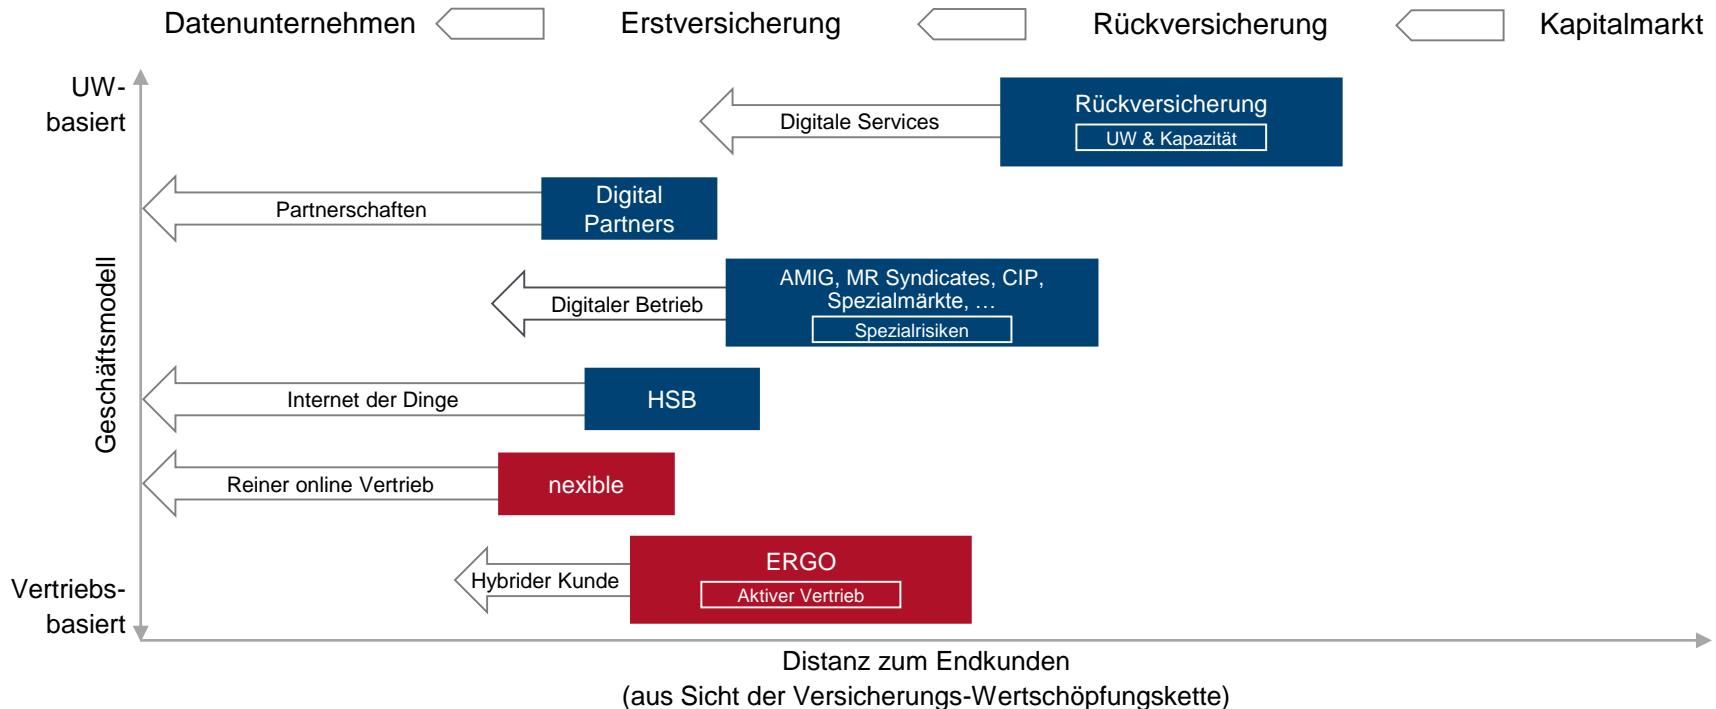 Datenunternehmen
Erstversicherung
Rückversicherung
Kapitalmarkt
UW-
basiert
Digitale Services
Rückversicherung
UW & Kapazität
Partnerschaften
Digital
Partners
Geschäftsmodell
Digitaler Betrieb
AMIG, MR Syndicates, CIP,
Spezialmärkte, …
Spezialrisiken
Internet der Dinge
HSB
Reiner online Vertrieb
nexible
Hybrider Kunde
ERGO
Aktiver Vertrieb
Vertriebs-
basiert
Distanz zum Endkunden
(aus Sicht der Versicherungs-Wertschöpfungskette)